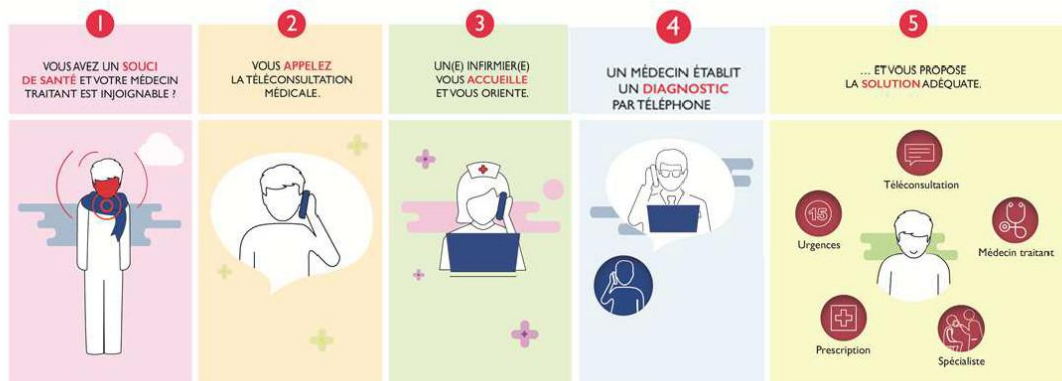 1
VOUS AVEZ UN SOUCI
DE SANTÉ ET VOTRE MÉDECIN
TRAITANT EST INJOIGNABLE ?
2
VOUS APPELEZ
LA TÉLÉCONSULTATION
MÉDICALE.
3
UN(E) INFIRMIER(E)
VOUS ACCUEILLE
ET VOUS ORIENTE.
4
UN MÉDECIN ÉTABLIT
UN DIAGNOSTIC
PAR TÉLÉPHONE
5
... ET VOUS PROPOSE
LA SOLUTION ADÉQUATE.
Téléconsultation
15
Urgences
Médecin traitant
Prescription
Spécialiste